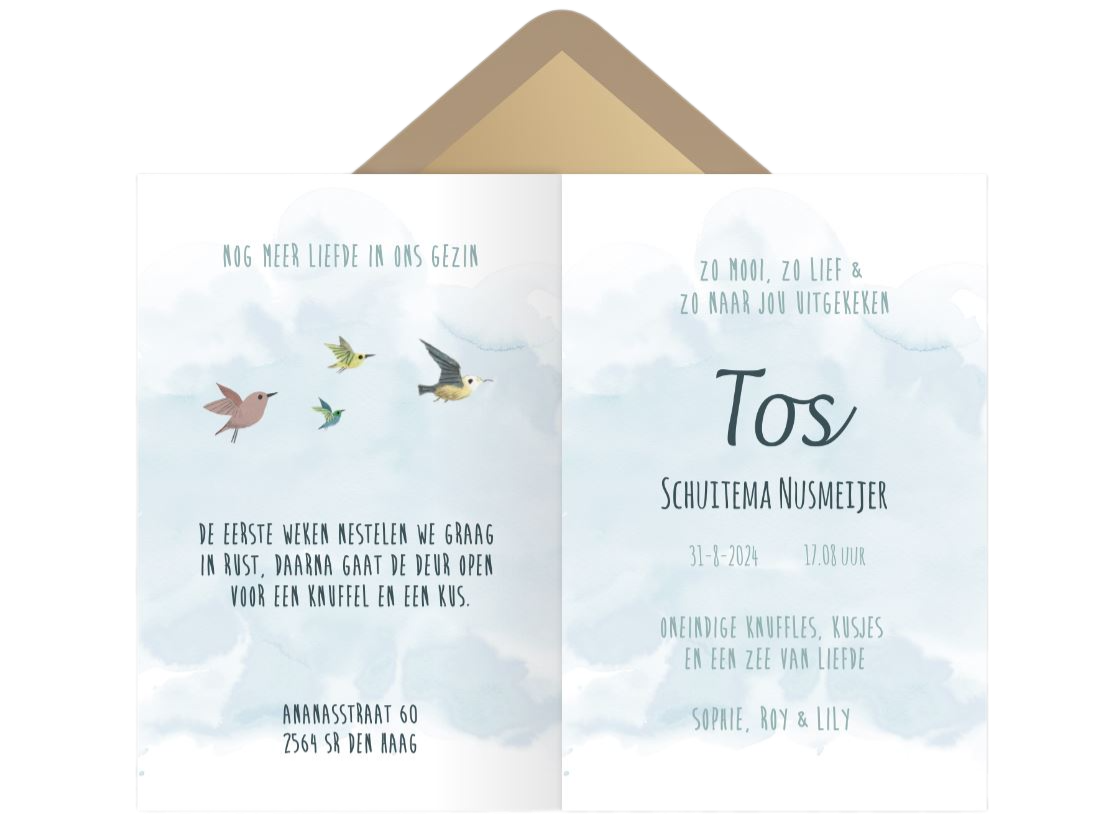 NOG MEER LIEFDE IN ONS GEZIN
DE EERSTE WEKEN NESTELEN WE GRAAG
IN RUST, DAARNA GAAT DE DEUR OPEN
VOOR EEN KNUFFEL EN EEN KUS.
ANANASSTRAAT 60
2564 SR DEN HAAG
ZO MOOI, ZO LIEF &
ZO NAAR JOU UITGEKEKEN
Tos
SCHUITEMA NUSMEIJER
31-8-2024 17.08 UUR
ONEINDIGE KNUFFLES, KUSJES
EN EEN ZEE VAN LIEFDE
SOPHIE, ROY & LILY